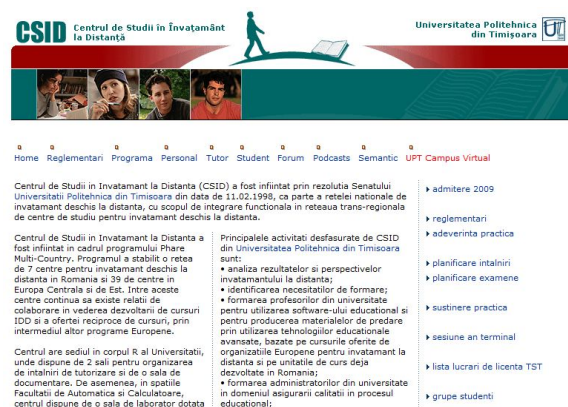 CSID Centrul de Studii în Învaţamânt
la Distanţă
Universitatea Politehnica
din Timişoara
Home Reglementari Programa Personal Tutor Student Forum Podcasts Semantic UPT Campus Virtual
Centrul de Studii in Invatamant la Distanta (CSID) a fost infiintat prin rezolutia Senatului
Universitatii Politehnica din Timisoara din data de 11.02.1998, ca parte a retelei nationale de
invatamant deschis la distanta, cu scopul de integrare functionala in reteaua trans-regionala
de centre de studiu pentru invatamant deschis la distanta.
Centrul de Studii in Invatamant la Distanta a
fost infiintat in cadrul programului Phare
Multi-Country. Programul a stabilit o retea
de 7 centre pentru invatamant deschis la
distanta in Romania si 39 de centre in
Europa Centrala si de Est. Intre aceste
centre continua sa existe relatii de
colaborare in vederea dezvoltarii de cursuri
IDD si a ofertei reciproce de cursuri, prin
intermediul altor programe Europene.
Centrul are sediul in corpul R al Universitatii,
unde dispune de 2 sali pentru organizarea
de intalniri de tutorizare si de o sala de
documentare. De asemenea, in spatiile
Facultatii de Automatica si Calculatoare,
centrul dispune de o sala de laborator dotata
Principalele activitati desfasurate de CSID
din Universitatea Politehnica din Timisoara
sunt:
• analiza rezultatelor si perspectivelor
invatamantului la distanta;
• identificarea necesitatilor de formare;
• formarea profesorilor din universitate
pentru utilizarea software-ului educational si
pentru producerea materialelor de predare
prin utilizarea tehnologiilor educationale
avansate, bazate pe cursurile oferite de
organizatiile Europene pentru invatamant la
distanta si pe unitatile de curs deja
dezvoltate in Romania;
• formarea administratorilor din universitate
in domeniul asigurarii calitatii in procesul
educational;
admitere 2009
reglementari
adeverinta practica
planificare intalniri
planificare examene
sustinere practica
sesiune an terminal
lista lucrari de licenta TST
grupe studenti